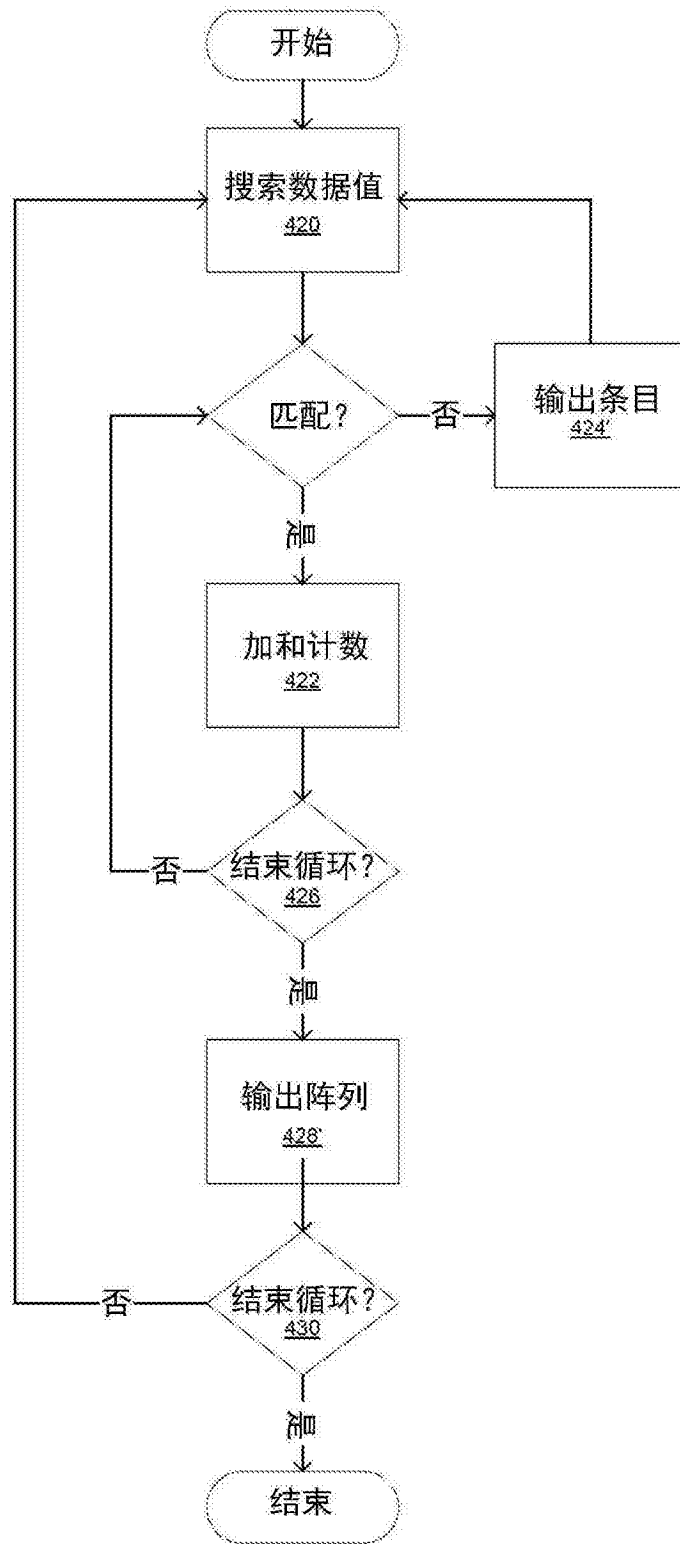 开始
搜索数据值
420
匹配?
否
输出条目
424'
是
加和计数
422
结束循环?
426
否
是
输出阵列
428'
结束循环?
430
否
是
结束